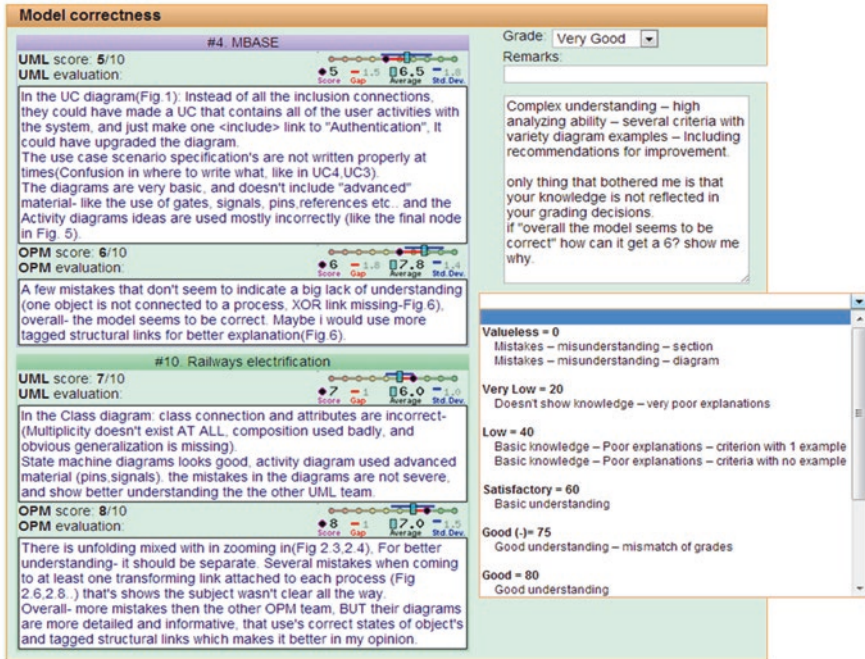 Model correctness
#4. MBASE
UML score: 5/10
UML evaluation:
5 1.5 6.5 1.8
Score Gap Average Std.Dev.
In the UC diagram(Fig.1): Instead of all the inclusion connections,
they could have made a UC that contains all of the user activities with
the system, and just make one <include> link to "Authentication", It
could have upgraded the diagram.
The use case scenario specification's are not written properly at
times(Confusion in where to write what, like in UC4,UC3).
The diagrams are very basic, and doesn't include "advanced"
material- like the use of gates, signals, pins,references etc.. and the
Activity diagrams ideas are used mostly incorrectly (like the final node
in Fig. 5).
OPM score: 6/10
OPM evaluation:
6 1.8 7.8 1.4
Score Gap Average Std.Dev.
A few mistakes that don't seem to indicate a big lack of understanding
(one object is not connected to a process, XOR link missing-Fig.6),
overall- the model seems to be correct. Maybe i would use more
tagged structural links for better explanation(Fig.6).
#10. Railways electrification
UML score: 7/10
UML evaluation:
7 1 6.0
Score Gap Average Std.Dev.
In the Class diagram: class connection and attributes are incorrect-
(Multiplicity doesn't exist AT ALL, composition used badly, and
obvious generalization is missing).
State machine diagrams looks good, activity diagram used advanced
material (pins,signals). the mistakes in the diagrams are not severe,
and show better understanding the the other UML team.
OPM score: 8/10
OPM evaluation:
8 1 7.0 1.5
Score Gap Average Std.Dev.
There is unfolding mixed with in zooming in(Fig 2.3,2.4), For better
understanding- it should be separate. Several mistakes when coming
to at least one transforming link attached to each process (Fig
2.6,2.8..) that's shows the subject wasn't clear all the way.
Overall- more mistakes then the other OPM team, BUT their diagrams
are more detailed and informative, that use's correct states of object's
and tagged structural links which makes it better in my opinion.
Grade: Very Good
Remarks:
Complex understanding – high
analyzing ability – several criteria with
variety diagram examples – Including
recommendations for improvement.
only thing that bothered me is that
your knowledge is not reflected in
your grading decisions.
if "overall the model seems to be
correct" how can it get a 6? show me
why.
Valueless = 0
Mistakes – misunderstanding – section
Mistakes – misunderstanding – diagram
Very Low = 20
Doesn't show knowledge – very poor explanations
Low = 40
Basic knowledge – Poor explanations – criterion with 1 example
Basic knowledge – Poor explanations – criteria with no example
Satisfactory = 60
Basic understanding
Good (-)= 75
Good understanding – mismatch of grades
Good = 80
Good understanding